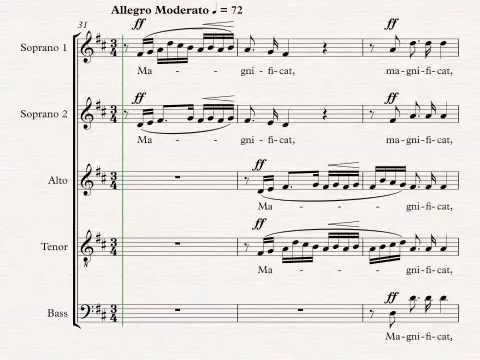 Allegro Moderato ♩ = 72
31
ff ff
Soprano 1
Ma - - - gni - fi - cat, ma - gni - fi - cat,
ff ff
Soprano 2
Ma - - - gni - fi - cat, ma - gni - fi - cat,
ff
Alto
Ma - - - gni - fi - cat,
ff
Tenor
Ma - - - gni - fi - cat,
ff
Bass
Ma - gni - fi - cat,